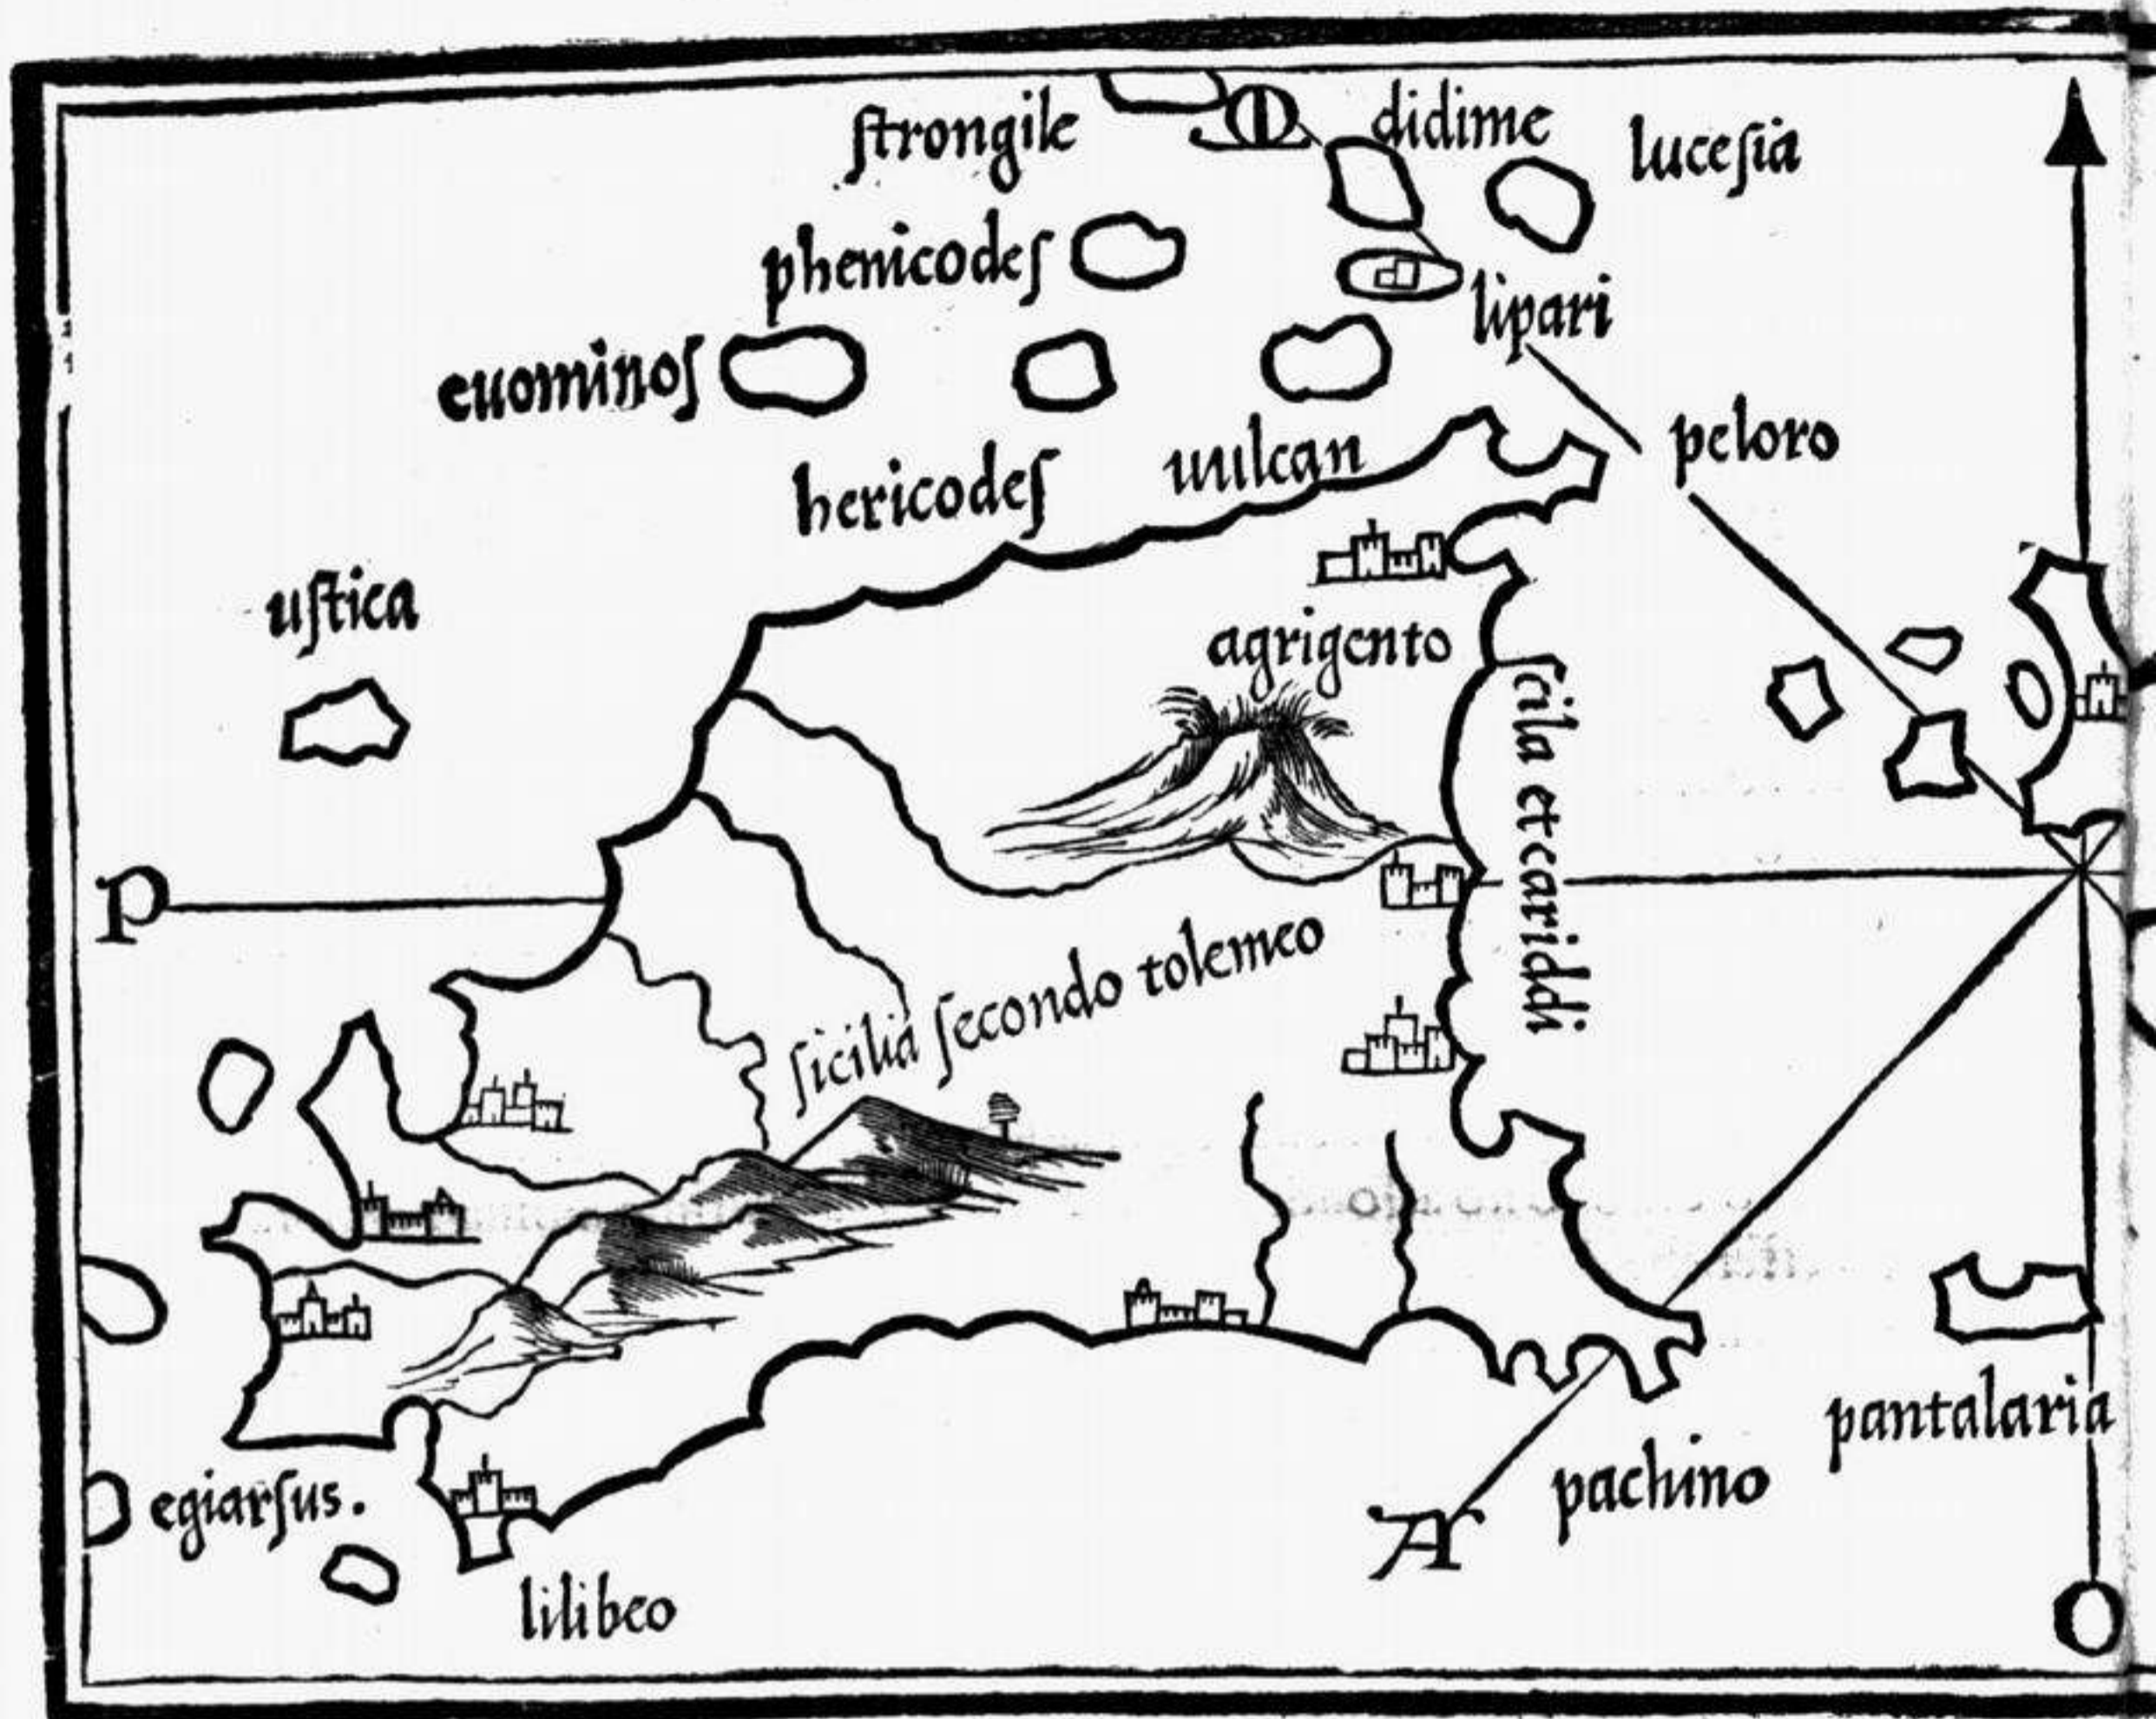 ſtrongile
didime
luceſia
phenicodeſ
lipari
euominoſ
peloro
hericodeſ
uulcan
uſtica
agrigento
ſcila et cariddi
P
ſicilia ſecondo tolemeo
pantalaria
pachino
egiarſus.
A
lilibeo
O